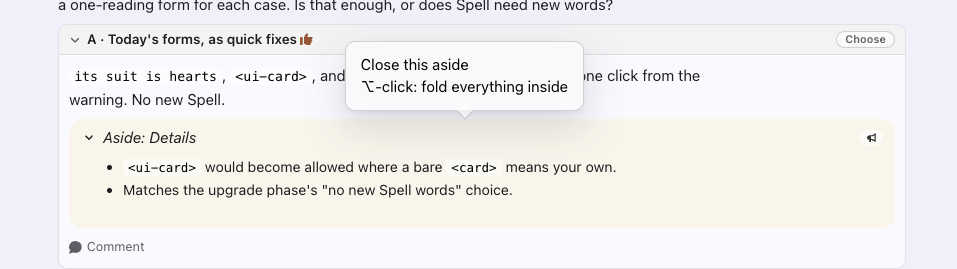 a one-reading form for each case. Is that enough, or does Spell need new words?
A · Today's forms, as quick fixes
Choose
its suit is hearts , <ui-card> , and
one click from the
warning. No new Spell.
Close this aside
⌥-click: fold everything inside
Aside: Details
• <ui-card> would become allowed where a bare <card> means your own.
• Matches the upgrade phase's "no new Spell words" choice.
Comment